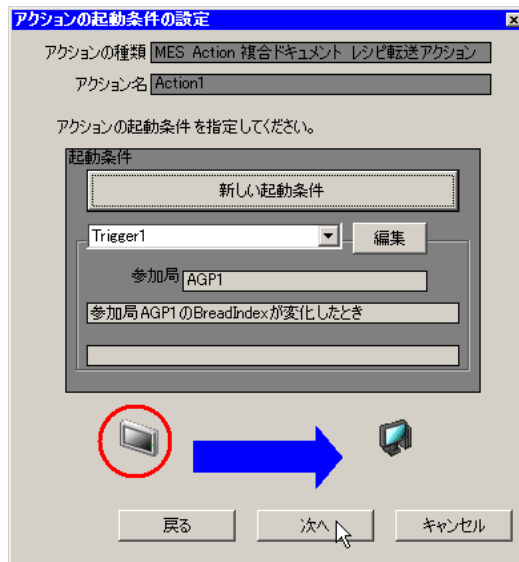 アクションの起動条件の設定
アクションの種類 MES Action 複合ドキュメント レシピ転送アクション
アクション名 Action1
アクションの起動条件 を指定してください。
起動条件
新しい起動条件
Trigger1 編集
参加局 AGP1
参加局AGP1のBreadIndexが変化したとき
戻る 次へ キャンセル